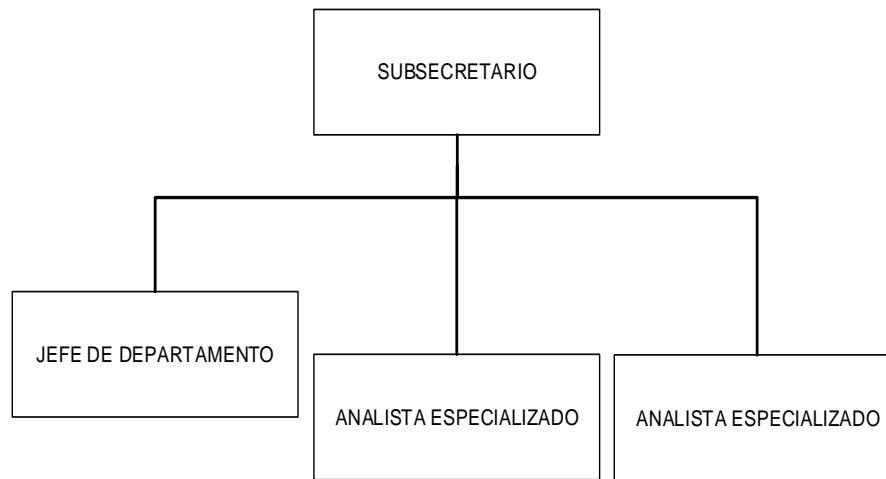 SUBSECRETARIO
JEFE DE DEPARTAMENTO
ANALISTA ESPECIALIZADO
ANALISTA ESPECIALIZADO